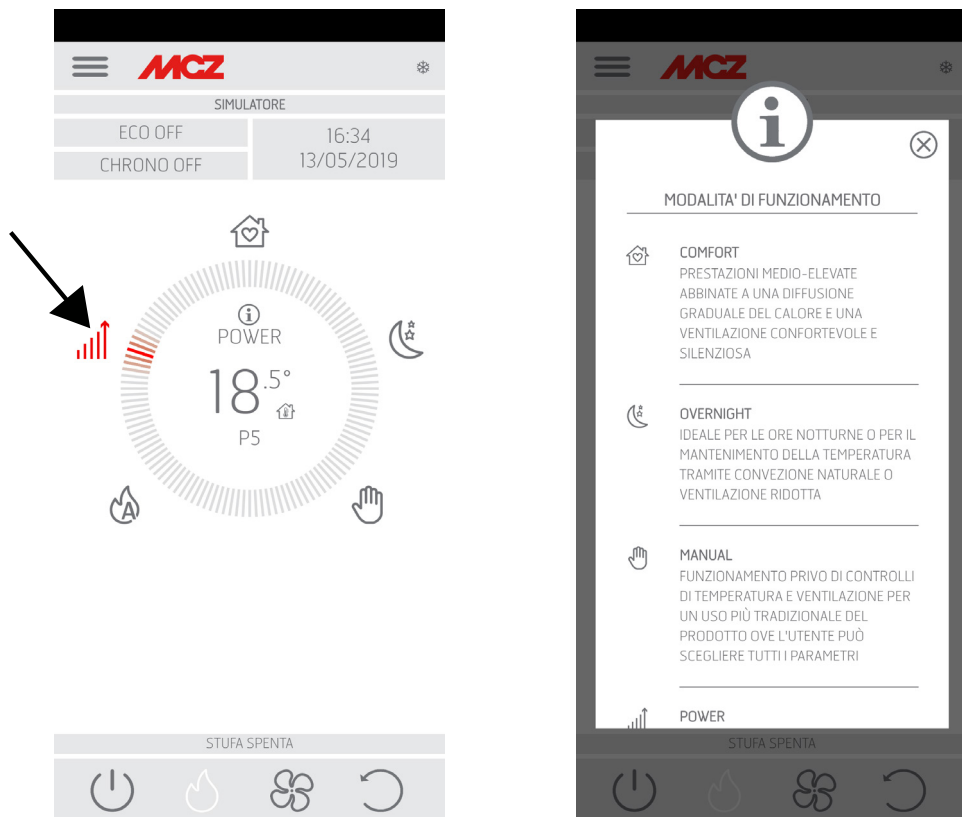 MCZ
SIMULATORE
ECO OFF
CHRONO OFF
16:34
13/05/2019
POWER
18.5°
P5
A
STUFA SPENTA
MCZ
i
MODALITA' DI FUNZIONAMENTO
COMFORT
PRESTAZIONI MEDIO-ELEVATE
ABBINATE A UNA DIFFUSIONE
GRADUALE DEL CALORE E UNA
VENTILAZIONE CONFORTEVOLE E
SILENZIOSA
OVERNIGHT
IDEALE PER LE ORE NOTTURNE O PER IL
MANTENIMENTO DELLA TEMPERATURA
TRAMITE CONVEZIONE NATURALE O
VENTILAZIONE RIDOTTA
MANUAL
FUNZIONAMENTO PRIVO DI CONTROLLI
DI TEMPERATURA E VENTILAZIONE PER
UN USO PIÙ TRADIZIONALE DEL
PRODOTTO OVE L'UTENTE PUÒ
SCEGLIERE TUTTI I PARAMETRI
POWER
STUFA SPENTA